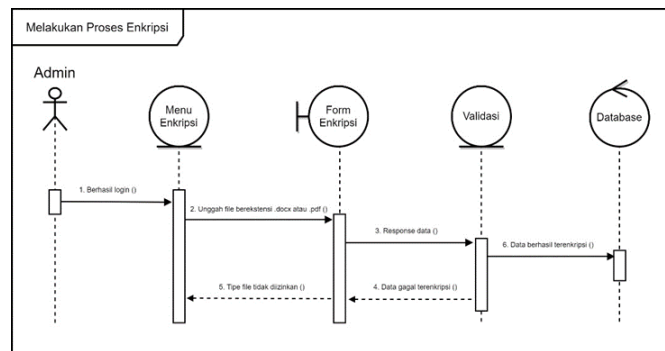 Melakukan Proses Enkripsi
Admin
Menu
Enkripsi
Form
Enkripsi
Validasi
Database
1. Berhasil login ()
2. Unggah file berekstensi .docx atau .pdf ()
3. Response data ()
6. Data berhasil terenkripsi ()
5. Tipe file tidak diizinkan ()
4. Data gagal terenkripsi ()